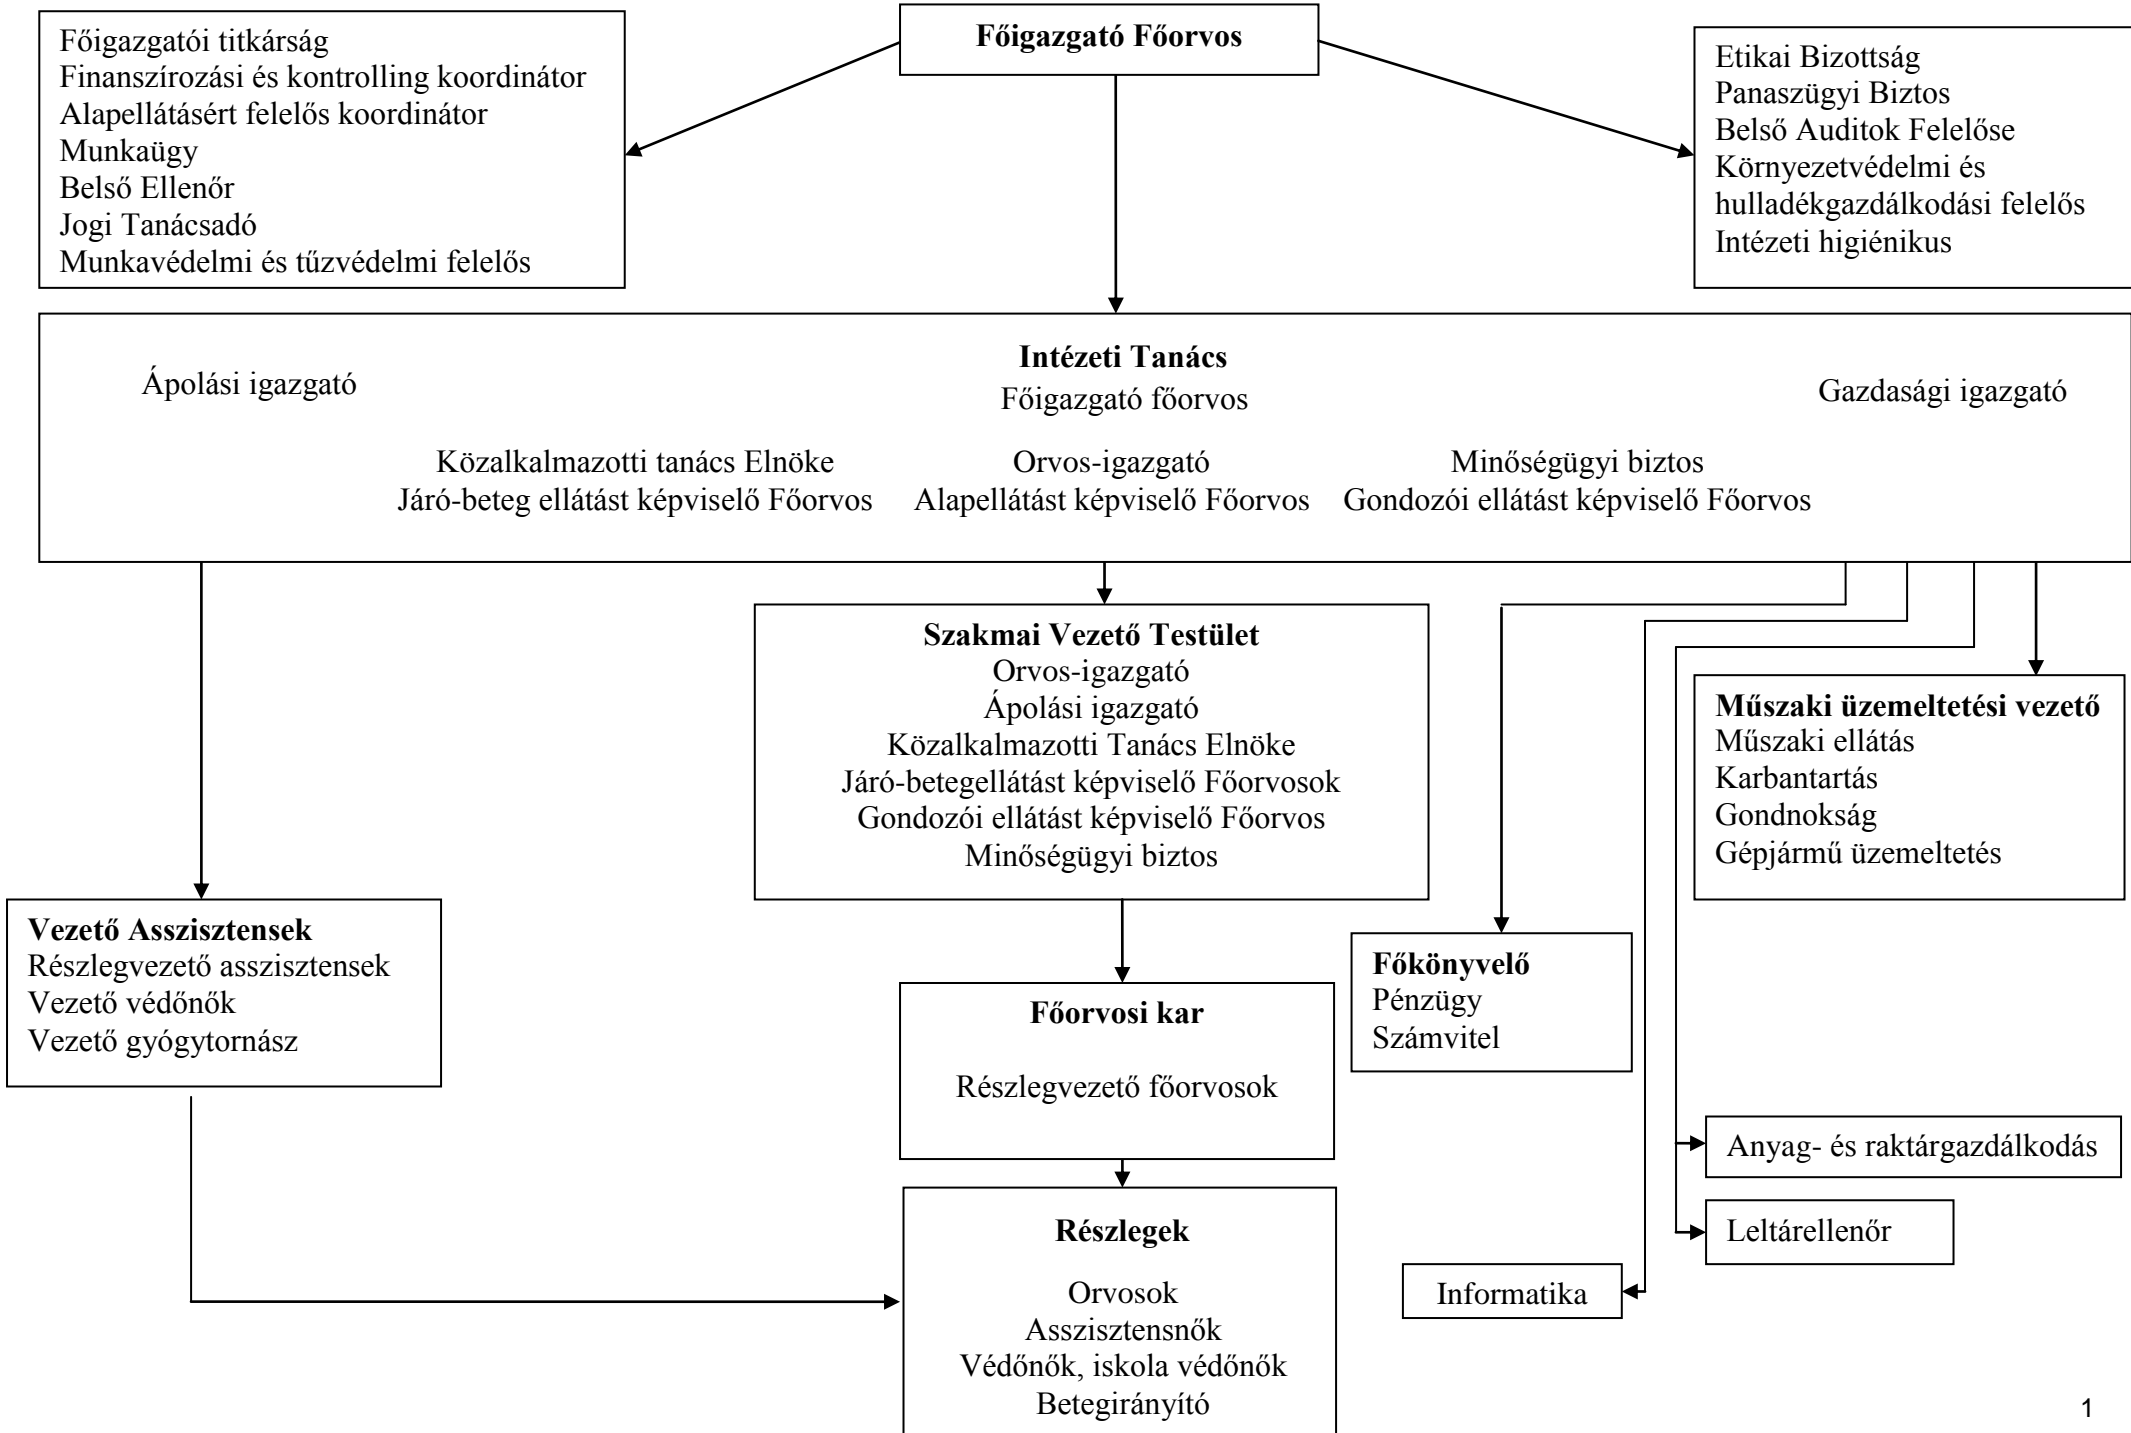 Főigazgató Főorvos
Főigazgatói titkárság
Finanszírozási és kontrolling koordinátor
Alapellátásért felelős koordinátor
Munkaügy
Belső Ellenőr
Jogi Tanácsadó
Munkavédelmi és tűzvédelmi felelős
Etikai Bizottság
Panaszügyi Biztos
Belső Auditok Felelőse
Környezetvédelmi és
hulladékgazdálkodási felelős
Intézeti higiénikus
Intézeti Tanács
Ápolási igazgató
Főigazgató főorvos
Gazdasági igazgató
Közalkalmazotti tanács Elnöke
Orvos-igazgató
Minőségügyi biztos
Járó-beteg ellátást képviselő Főorvos
Alapellátást képviselő Főorvos
Gondozói ellátást képviselő Főorvos
Szakmai Vezető Testület
Orvos-igazgató
Ápolási igazgató
Közalkalmazotti Tanács Elnöke
Járó-betegellátást képviselő Főorvosok
Gondozói ellátást képviselő Főorvos
Minőségügyi biztos
Műszaki üzemeltetési vezető
Műszaki ellátás
Karbantartás
Gondnokság
Gépjármű üzemeltetés
Vezető Asszisztensek
Részlegvezető asszisztensek
Vezető védőnők
Vezető gyógytornász
Főorvosi kar
Részlegvezető főorvosok
Főkönyvelő
Pénzügy
Számvitel
Anyag- és raktárgazdálkodás
Leltárellenőr
Informatika
Részlegek
Orvosok
Asszisztensnők
Védőnők, iskola védőnők
Betegirányító
1